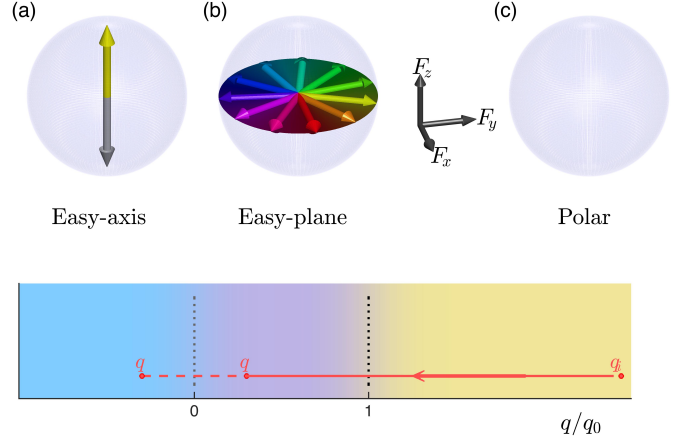 (a) (b) (c)
F_z
F_y
F_x
Easy-axis Easy-plane Polar
q q q_i
0 1
q/q_0